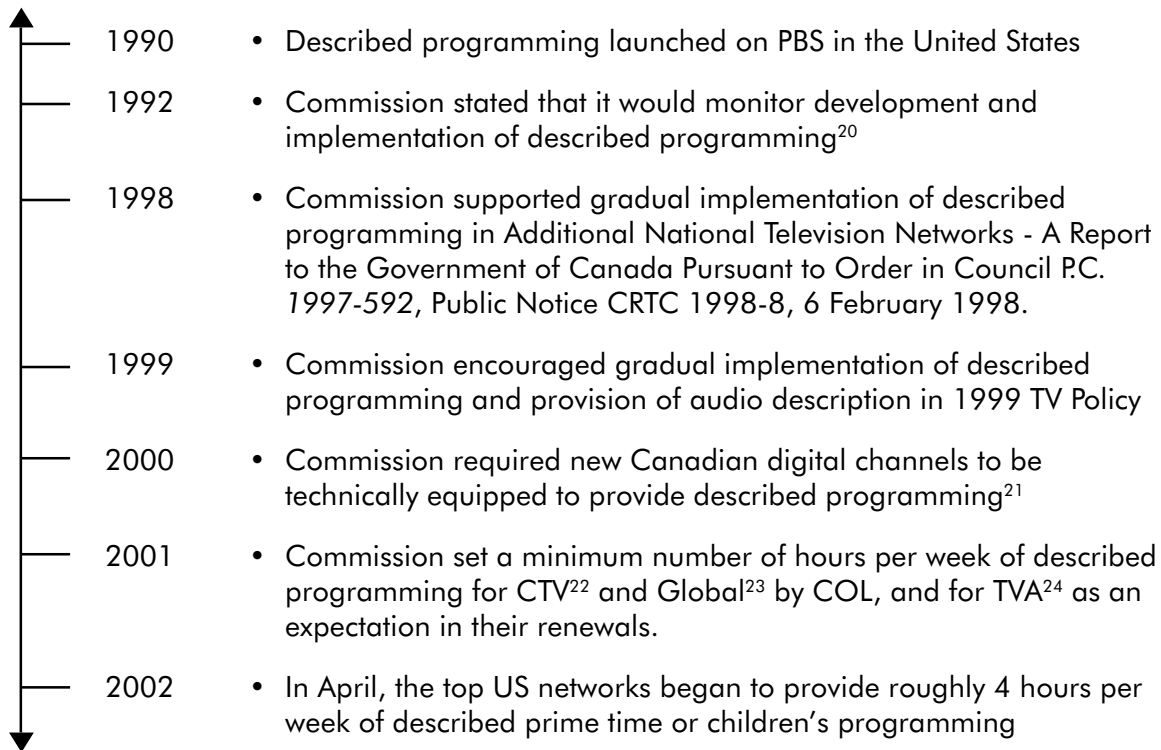 1990 • Described programming launched on PBS in the United States
1992 • Commission stated that it would monitor development and
implementation of described programming20
1998 • Commission supported gradual implementation of described
programming in Additional National Television Networks - A Report
to the Government of Canada Pursuant to Order in Council P.C.
1997-592, Public Notice CRTC 1998-8, 6 February 1998.
1999 • Commission encouraged gradual implementation of described
programming and provision of audio description in 1999 TV Policy
2000 • Commission required new Canadian digital channels to be
technically equipped to provide described programming21
2001 • Commission set a minimum number of hours per week of described
programming for CTV22 and Global23 by COL, and for TVA24 as an
expectation in their renewals.
2002 • In April, the top US networks began to provide roughly 4 hours per
week of described prime time or children’s programming